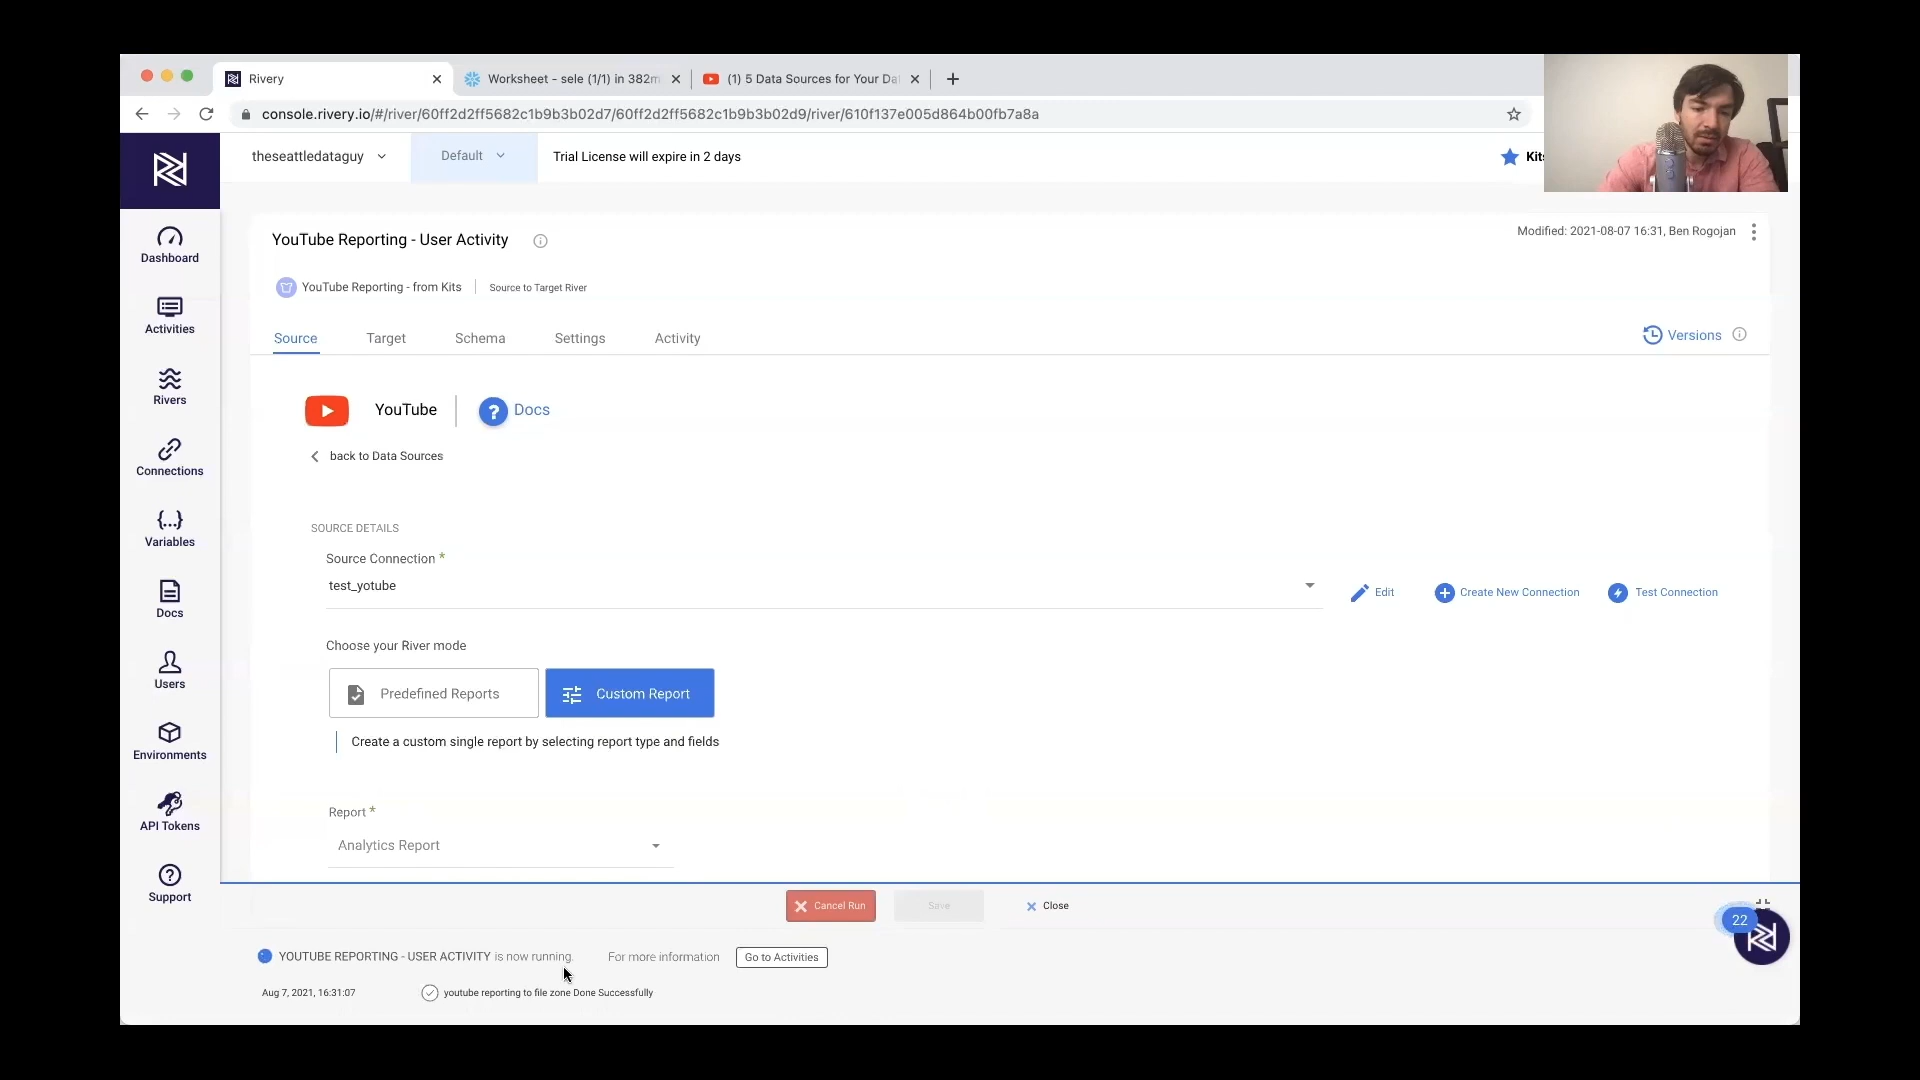 Rivery
Worksheet - sele (1/1) in 382m
(1) 5 Data Sources for Your Da
console.rivery.io/#/river/60ff2d2ff5682c1b9b3b02d7/60ff2d2ff5682c1b9b3b02d9/river/610f137e005d864b00fb7a8a
theseattledataguy
Default
Trial License will expire in 2 days
Kits
Dashboard
Activities
Rivers
Connections
Variables
Docs
Users
Environments
API Tokens
Support
YouTube Reporting - User Activity
Modified: 2021-08-07 16:31, Ben Rogojan
YouTube Reporting - from Kits
Source to Target River
Source
Target
Schema
Settings
Activity
Versions
YouTube
? Docs
back to Data Sources
SOURCE DETAILS
Source Connection *
test_yotube
Edit
Create New Connection
Test Connection
Choose your River mode
Predefined Reports
Custom Report
Create a custom single report by selecting report type and fields
Report *
Analytics Report
Cancel Run
Save
Close
22
YOUTUBE REPORTING - USER ACTIVITY is now running.
For more information
Go to Activities
Aug 7, 2021, 16:31:07
youtube reporting to file zone Done Successfully